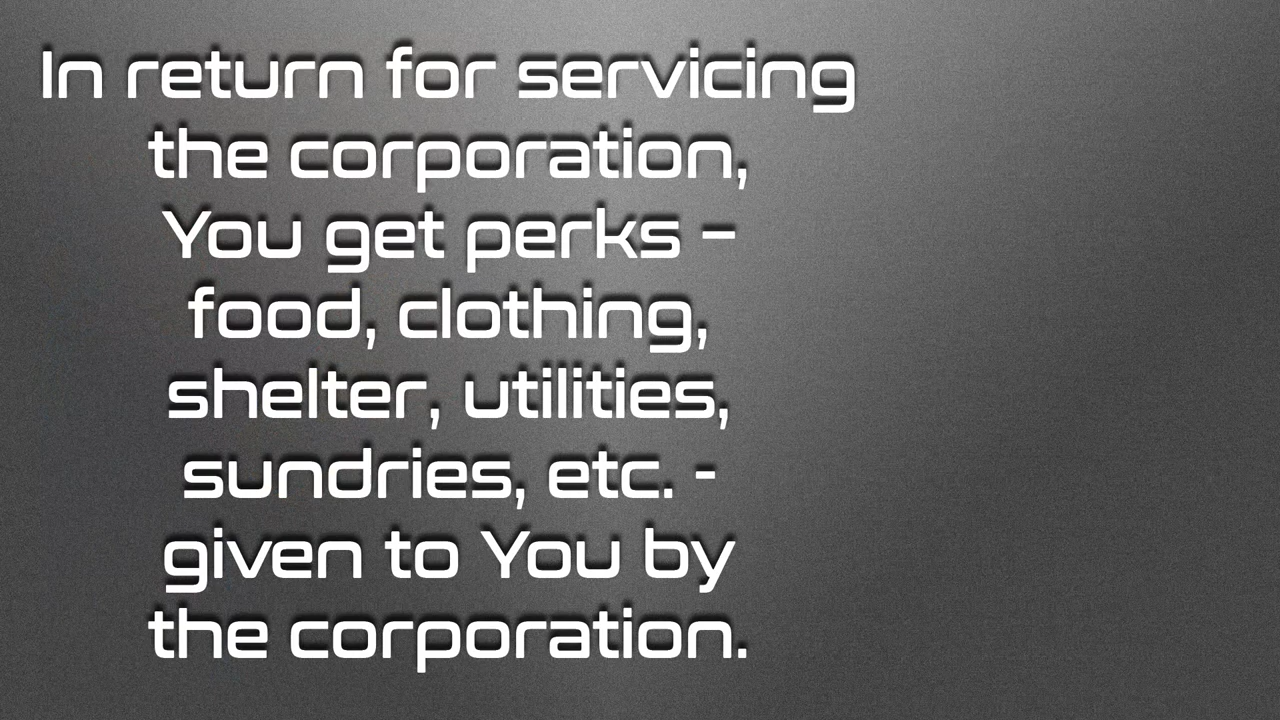 In return for servicing
the corporation,
You get perks –
food, clothing,
shelter, utilities,
sundries, etc. -
given to You by
the corporation.